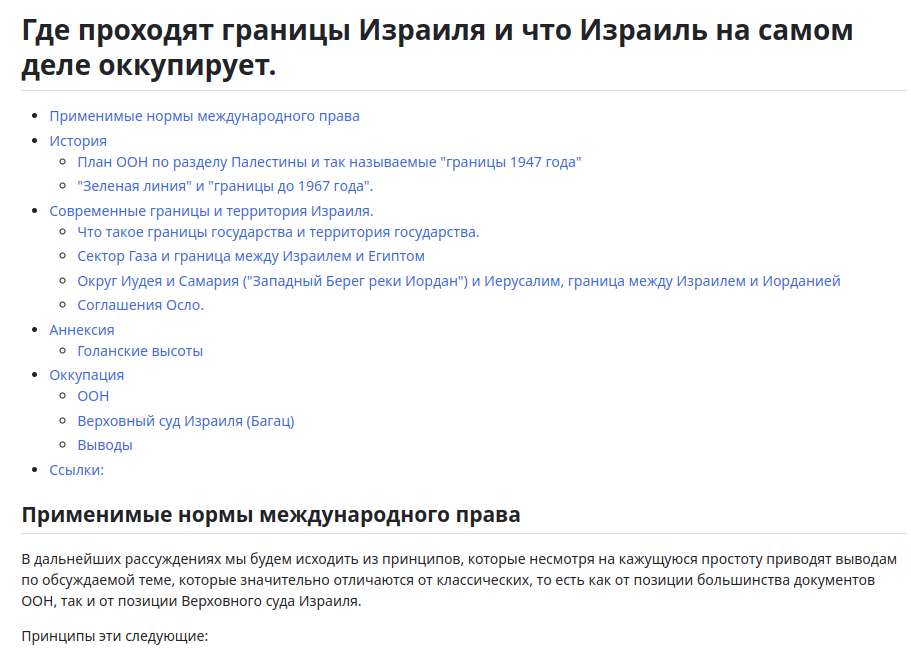 Где проходят границы Израиля и что Израиль на самом
деле оккупирует.
Применимые нормы международного права
История
План ООН по разделу Палестины и так называемые "границы 1947 года"
"Зеленая линия" и "границы до 1967 года".
Современные границы и территория Израиля.
Что такое границы государства и территория государства.
Сектор Газа и граница между Израилем и Египтом
Округ Иудея и Самария ("Западный Берег реки Иордан") и Иерусалим, граница между Израилем и Иорданией
Соглашения Осло.
Аннексия
Голанские высоты
Оккупация
ООН
Верховный суд Израиля (Багац)
Выводы
Ссылки:
Применимые нормы международного права
В дальнейших рассуждениях мы будем исходить из принципов, которые несмотря на кажущуюся простоту приводят выводам
по обсуждаемой теме, которые значительно отличаются от классических, то есть как от позиции большинства документов
ООН, так и от позиции Верховного суда Израиля.
Принципы эти следующие: